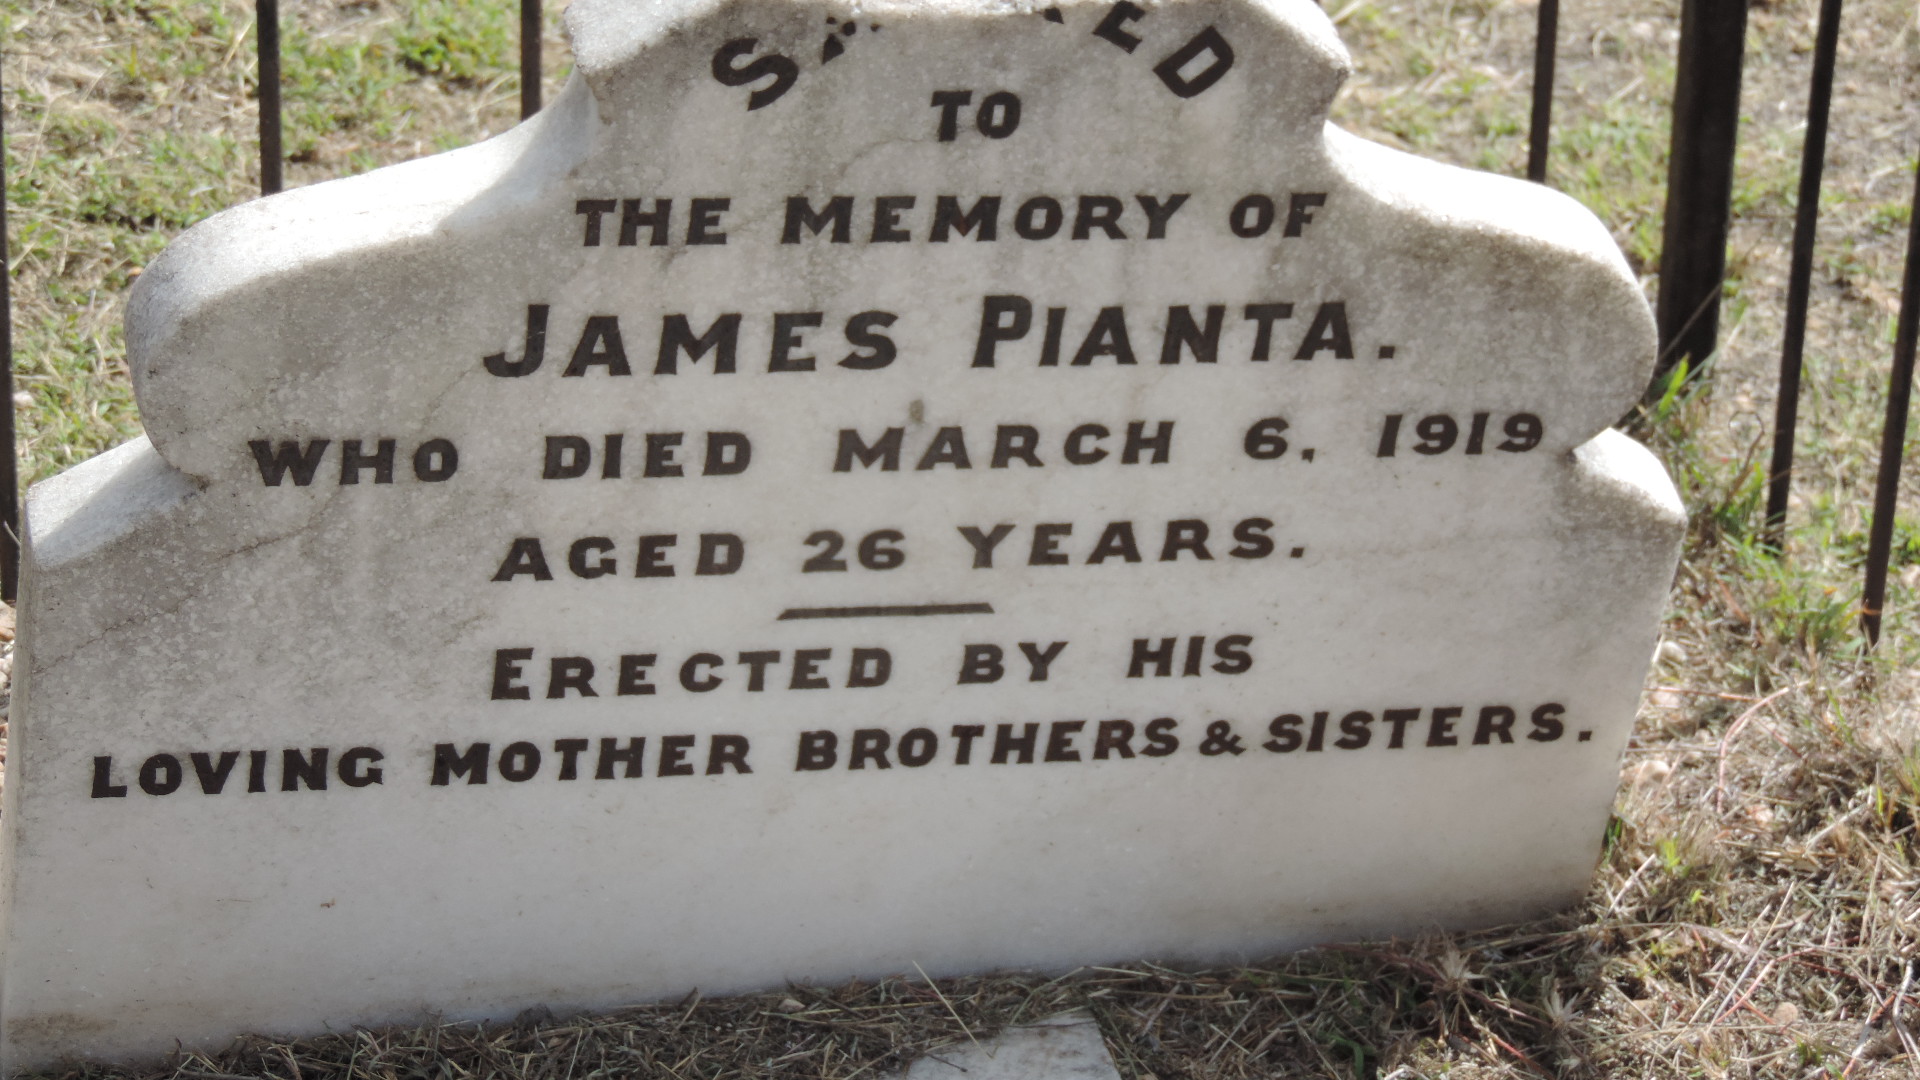 SACRED
TO
THE MEMORY OF
JAMES PIANTA.
WHO DIED MARCH 6, 1919
AGED 26 YEARS.
ERECTED BY HIS
LOVING MOTHER BROTHERS & SISTERS.